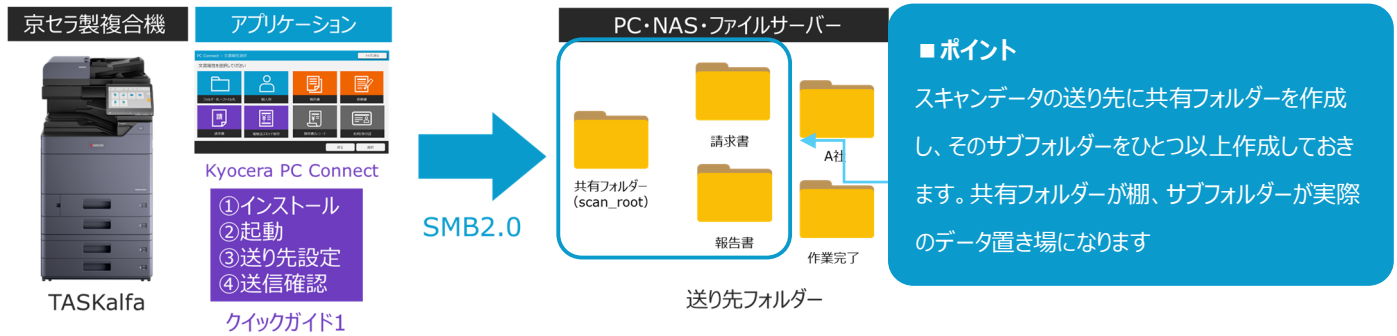 京セラ製複合機
アプリケーション
PC・NAS・ファイルサーバー
■ポイント
スキャンデータの送り先に共有フォルダーを作成
し、そのサブフォルダーをひとつ以上作成しておき
ます。共有フォルダーが棚、サブフォルダーが実際
のデータ置き場になります
請求書
A社
共有フォルダー
(scan_root)
報告書
作業完了
Kyocera PC Connect
①インストール
②起動
③送り先設定
④送信確認
SMB2.0
TASKalfa
クイックガイド1
送り先フォルダー